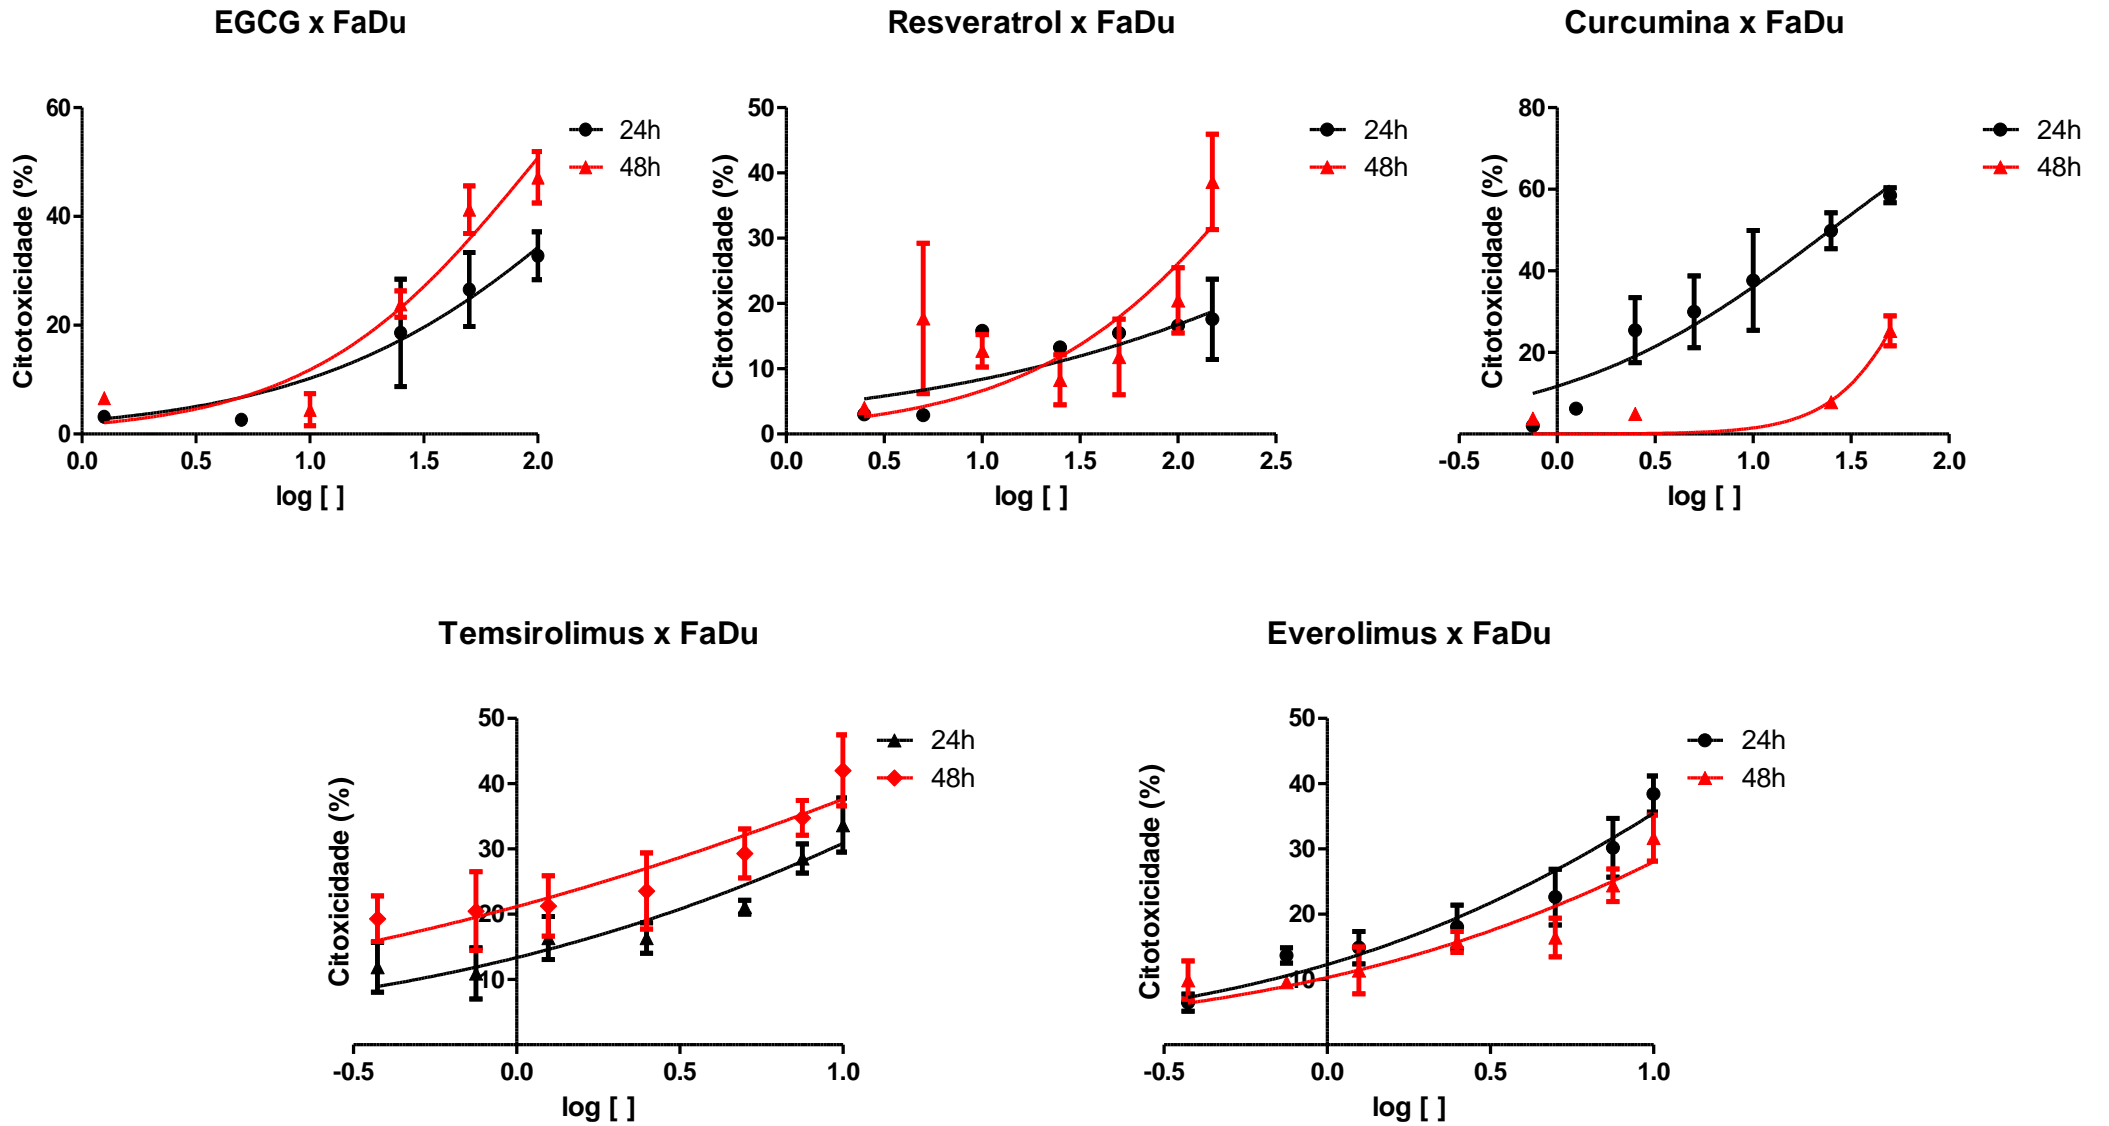 EGCG x FaDu
60
40
20
0
0.0 0.5 1.0 1.5 2.0
Citotoxicidade (%)
log [ ]
24h
48h
Resveratrol x FaDu
50
40
30
20
10
0
0.0 0.5 1.0 1.5 2.0 2.5
Citotoxicidade (%)
log [ ]
24h
48h
Curcumina x FaDu
80
60
40
20
-0.5 0.0 0.5 1.0 1.5 2.0
Citotoxicidade (%)
log [ ]
24h
48h
Temsirolimus x FaDu
50
40
30
20
10
-0.5 0.0 0.5 1.0
Citoxicidade (%)
log [ ]
24h
48h
Everolimus x FaDu
50
40
30
20
10
-0.5 0.0 0.5 1.0
Citotoxicidade (%)
log [ ]
24h
48h